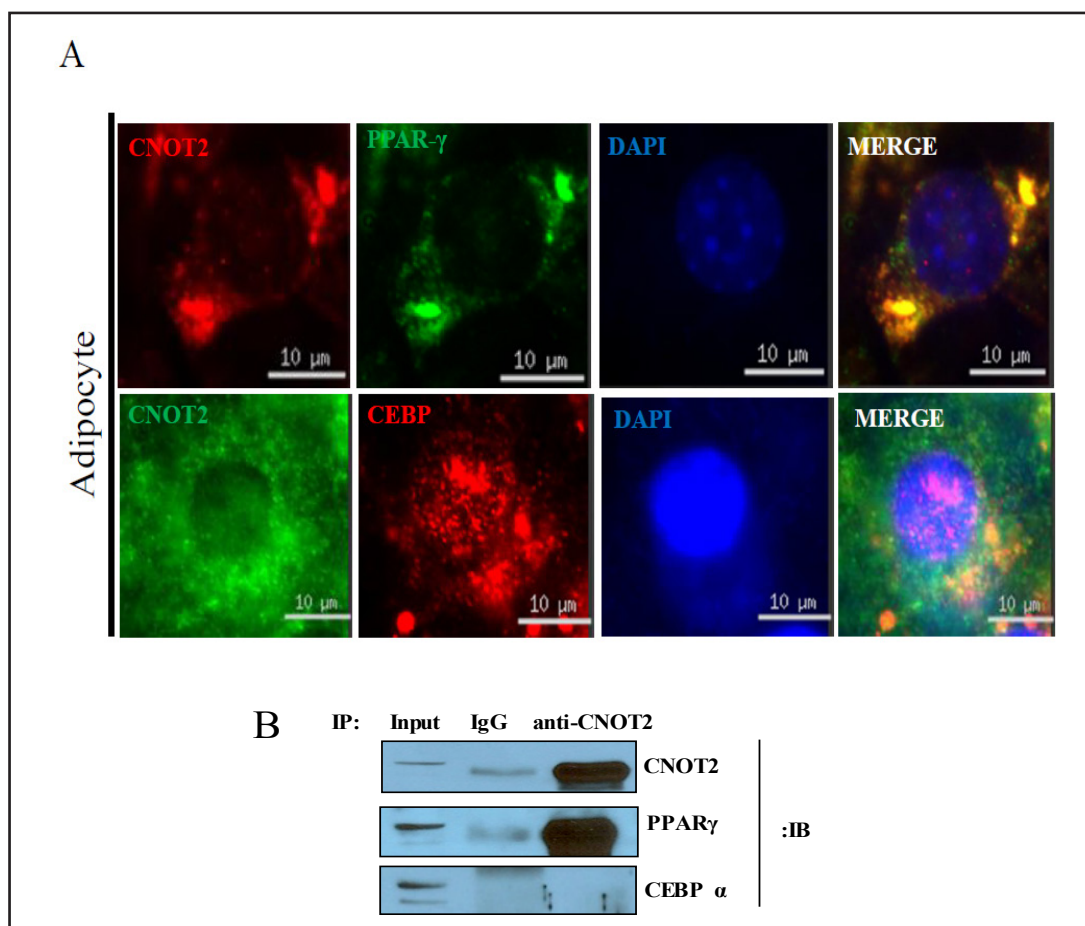 A
Adipocyte
CNOT2 PPAR-γ DAPI MERGE
10 μm 10 μm 10 μm 10 μm
CNOT2 CEBP DAPI MERGE
10 μm 10 μm 10 μm 10 μm
B IP: Input IgG anti-CNOT2
CNOT2
PPARγ :IB
CEBP α